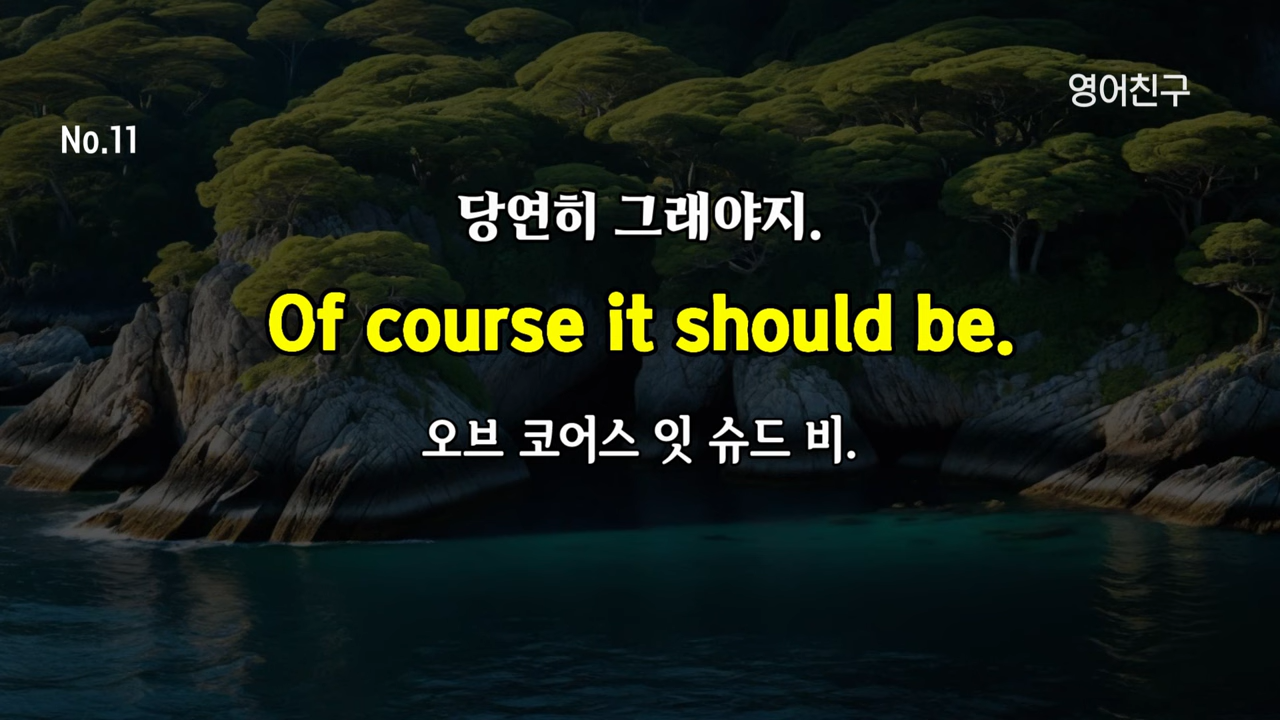 영어친구
No.11
당연히 그래야지.
Of course it should be.
오브 코어스 잇 슈드 비.